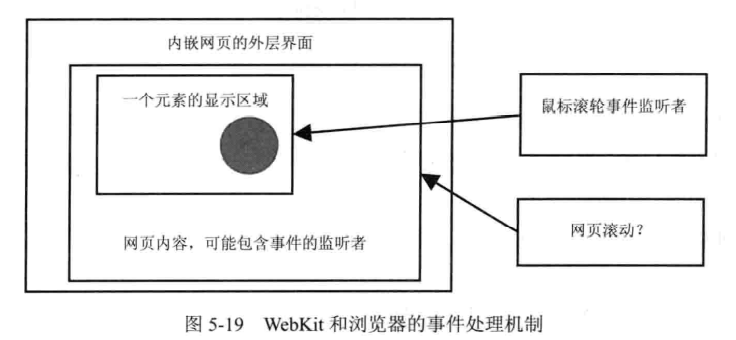 内嵌网页的外层界面
一个元素的显示区域
鼠标滚轮事件监听者
网页滚动？
网页内容，可能包含事件的监听者
图 5-19 WebKit 和浏览器的事件处理机制